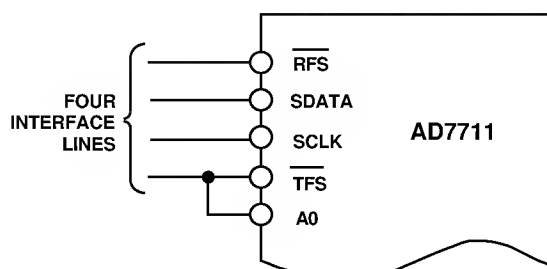 RFS
SDATA
SCLK
TFS
A0
FOUR
INTERFACE
LINES
AD7711